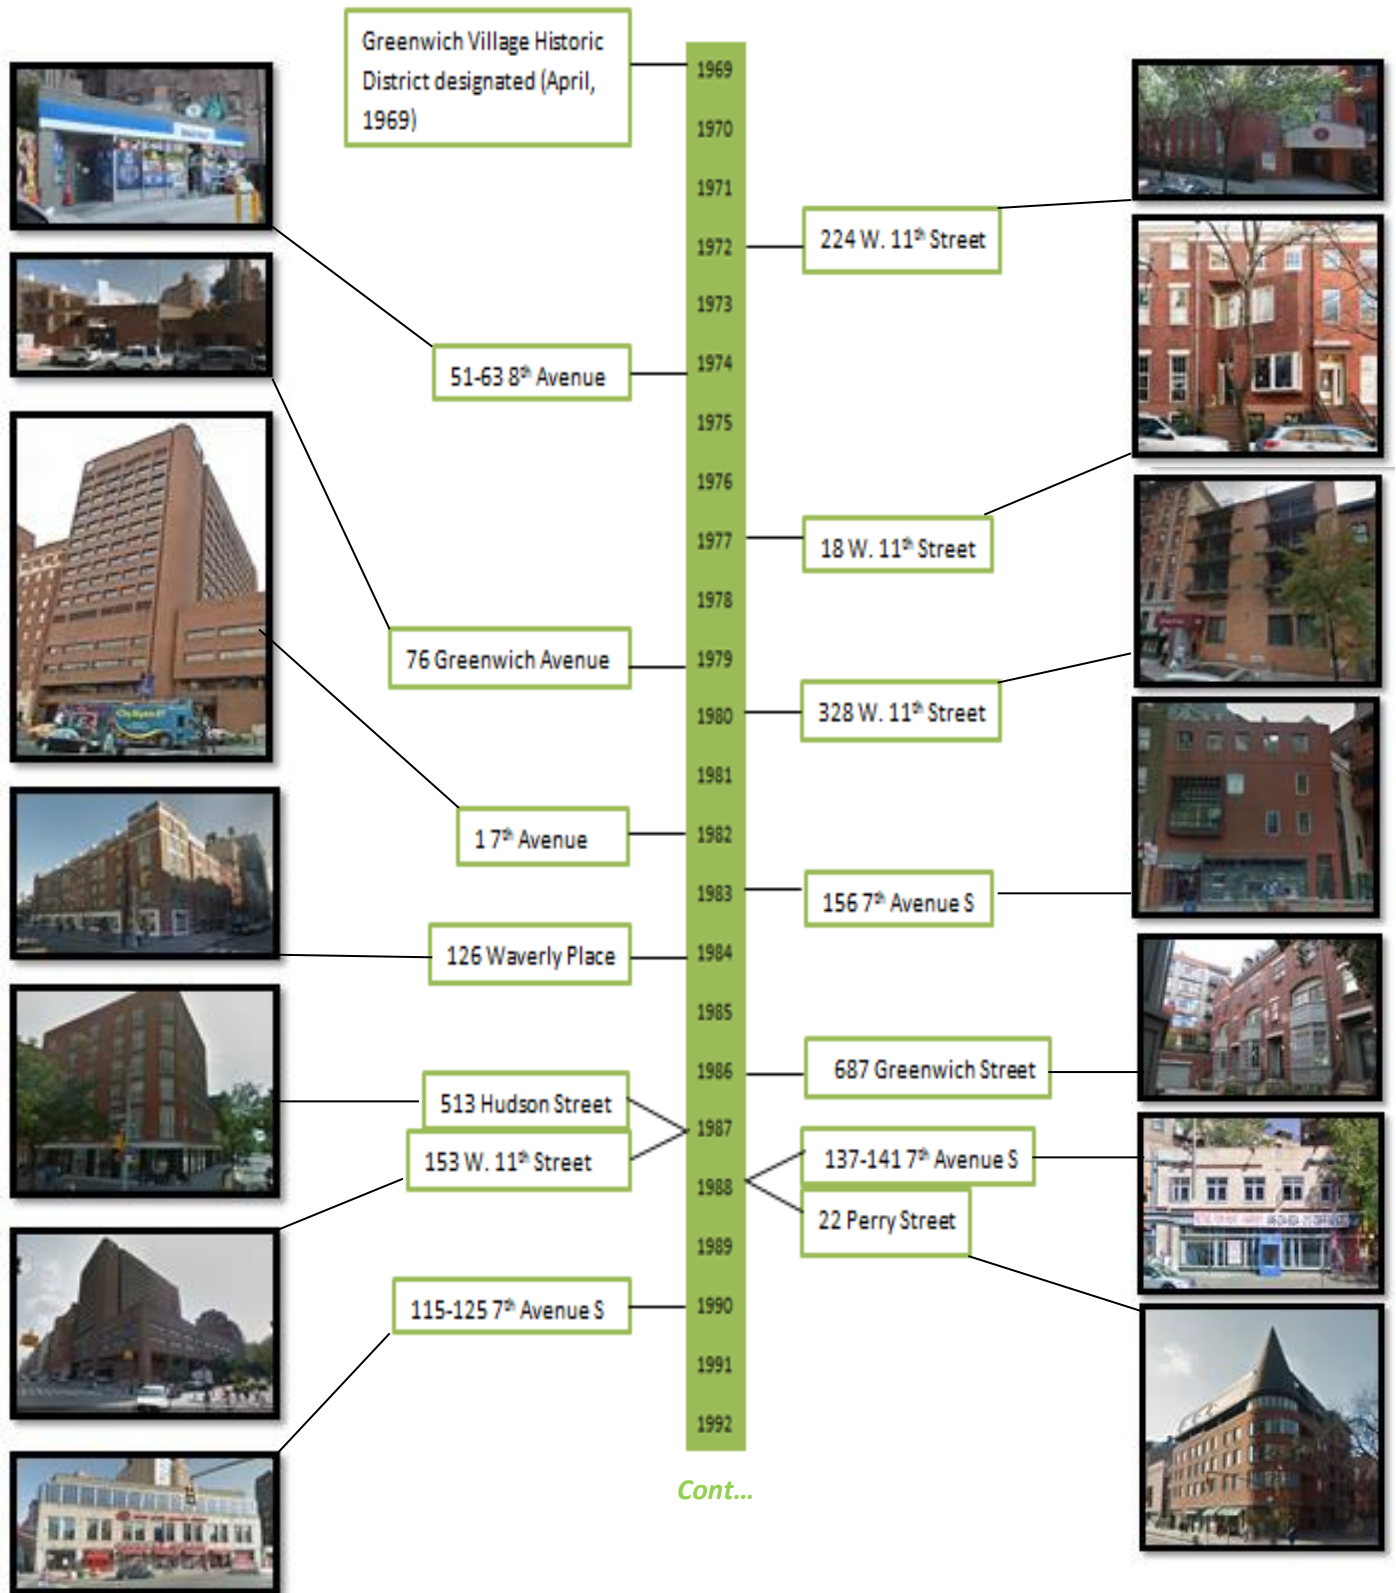 Greenwich Village Historic
District designated (April,
1969)
1969
1970
1971
224 W. 11th Street
1972
1973
51-63 8th Avenue
1974
1975
1976
18 W. 11th Street
1977
1978
76 Greenwich Avenue
1979
328 W. 11th Street
1980
1981
1 7th Avenue
1982
156 7th Avenue S
1983
126 Waverly Place
1984
1985
687 Greenwich Street
1986
513 Hudson Street
1987
153 W. 11th Street
137-141 7th Avenue S
1988
22 Perry Street
1989
115-125 7th Avenue S
1990
1991
1992
Cont...